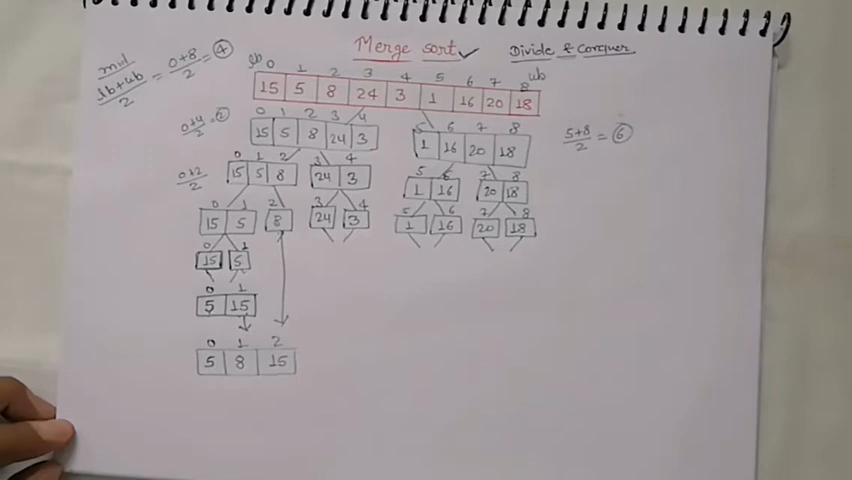 Merge sort ✓ Divide & Conquer
mid
lb+ub/2 = 0+8/2 = 4
lb 0 1 2 3 4 5 6 7 8 ub
15 5 8 24 3 1 16 20 18
0+4/2 = 2
0 1 2 3 4
15 5 8 24 3
5 6 7 8
1 16 20 18
5+8/2 = 6
0+2/2
0 1 2
15 5 8
3 4
24 3
5 6
1 16
7 8
20 18
0 1
15 5
2
8
3
24
4
3
5
1
6
16
7
20
8
18
0
15
1
5
0 1
5 15
0 1 2
5 8 15